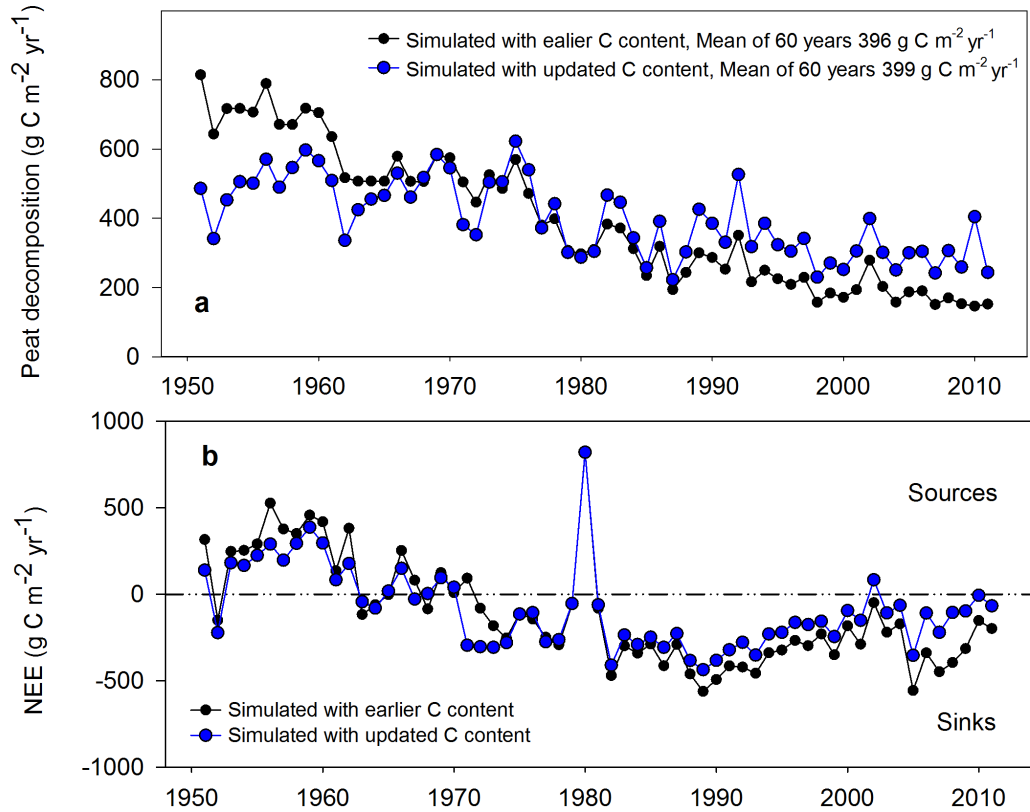 Simulated with ealier C content, Mean of 60 years 396 g C m⁻² yr⁻¹
Simulated with updated C content, Mean of 60 years 399 g C m⁻² yr⁻¹
Peat decomposition (g C m⁻² yr⁻¹)
800
600
400
200
0
a
1950 1960 1970 1980 1990 2000 2010
NEE (g C m⁻² yr⁻¹)
1000
500
0
-500
-1000
b
Sources
Sinks
Simulated with earlier C content
Simulated with updated C content
1950 1960 1970 1980 1990 2000 2010